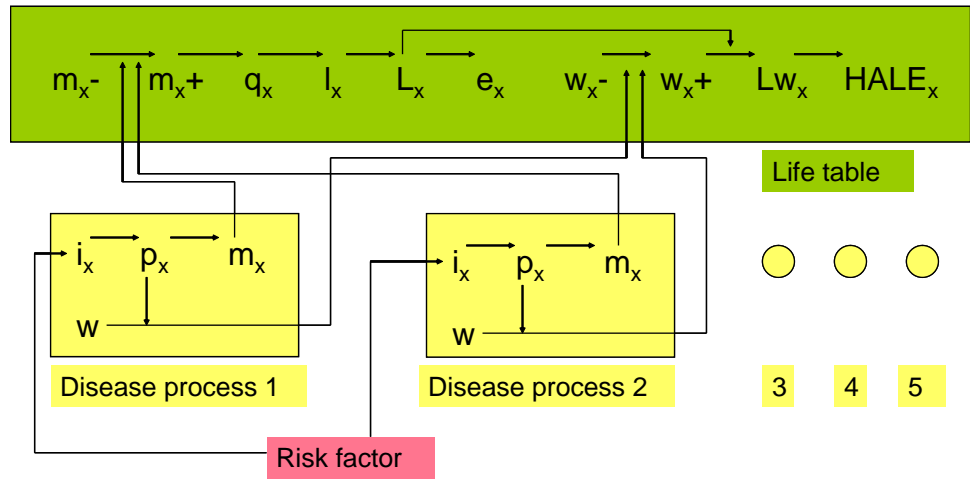 mₓ- mₓ+ qₓ lₓ Lₓ eₓ wₓ- wₓ+ Lwₓ HALEₓ
Life table
iₓ pₓ mₓ
w
Disease process 1
iₓ pₓ mₓ
w
Disease process 2
3 4 5
Risk factor